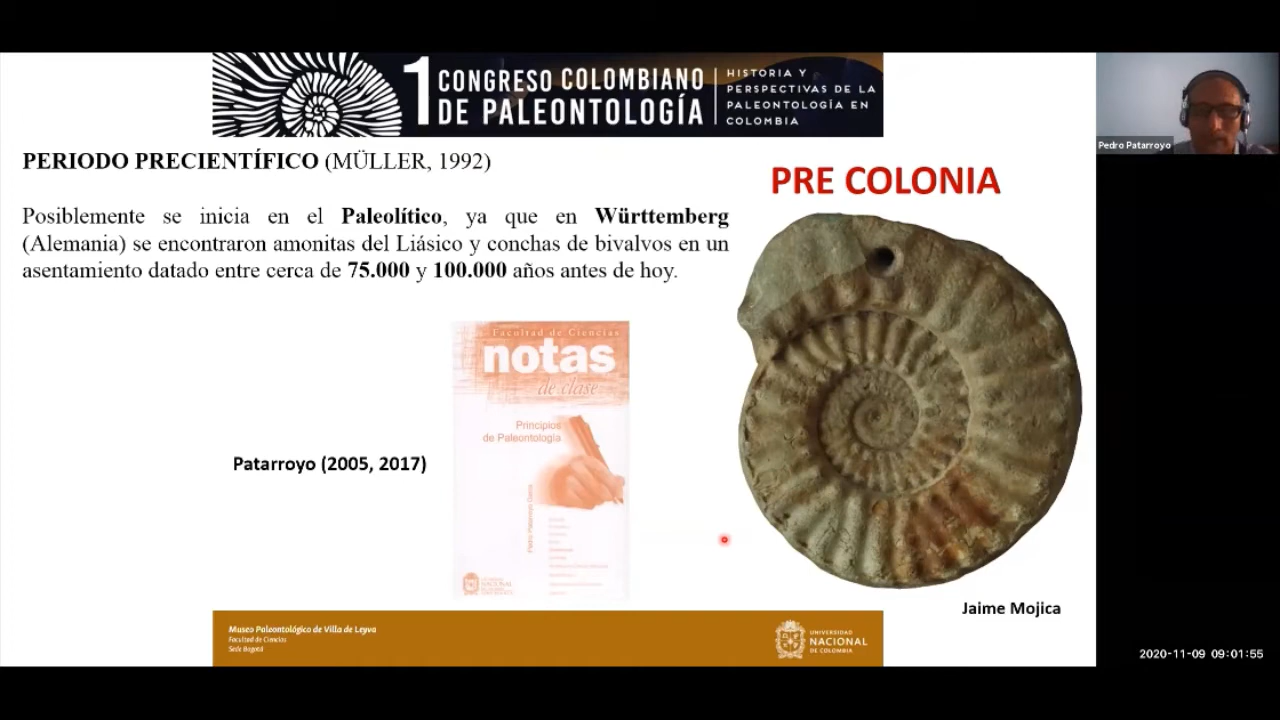 1 CONGRESO COLOMBIANO
DE PALEONTOLOGÍA
HISTORIA Y
PERSPECTIVAS DE LA
PALEONTOLOGÍA EN
COLOMBIA
Pedro Patarroyo
PERIODO PRECIENTÍFICO (MÜLLER, 1992)
PRE COLONIA
Posiblemente se inicia en el Paleolítico, ya que en Württemberg
(Alemania) se encontraron amonitas del Liásico y conchas de bivalvos en un
asentamiento datado entre cerca de 75.000 y 100.000 años antes de hoy.
Facultad de Ciencias
notas
de clase
Principios
de Paleontología
Patarroyo (2005, 2017)
Jaime Mojica
Museo Paleontológico de Villa de Leyva
Facultad de Ciencias
Sede Bogotá
UNIVERSIDAD
NACIONAL
DE COLOMBIA
2020-11-09 09:01:55